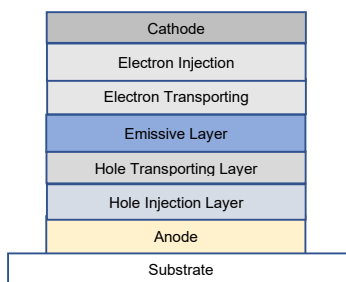 Cathode
Electron Injection
Electron Transporting
Emissive Layer
Hole Transporting Layer
Hole Injection Layer
Anode
Substrate